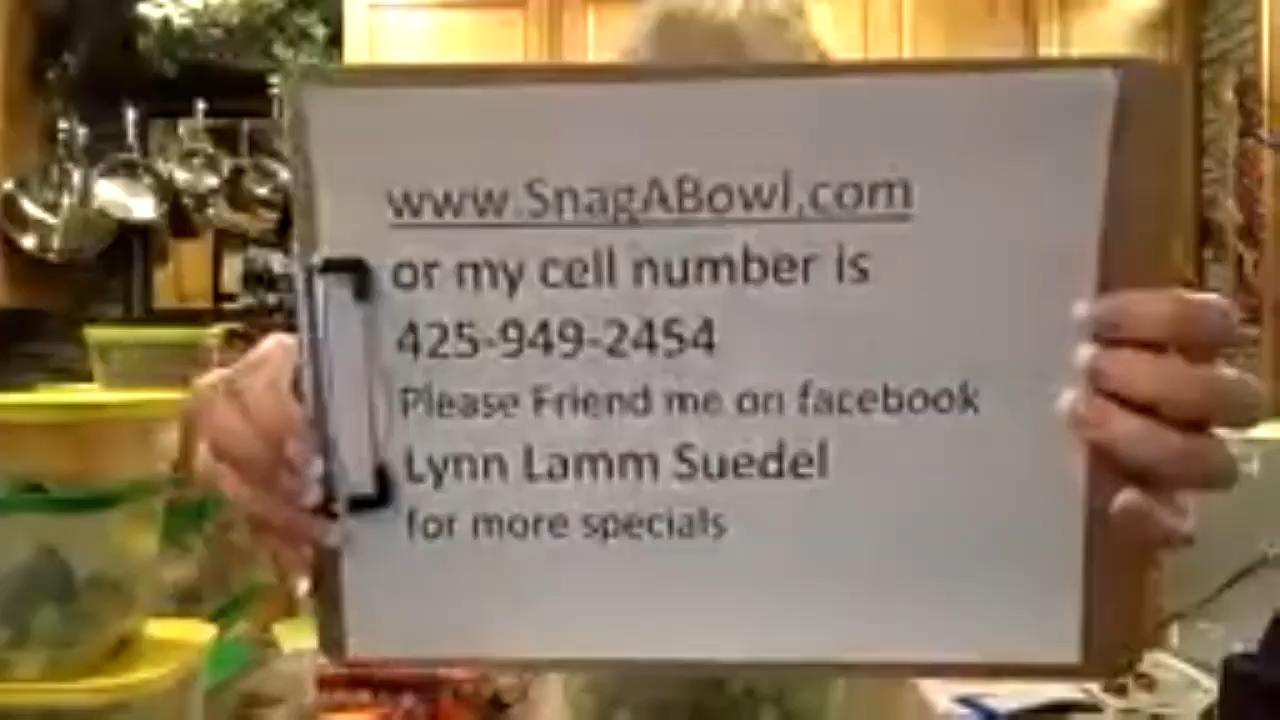 www.SnagABowl.com
or my cell number is
425-949-2454
Please Friend me on facebook
Lynn Lamm Suedel
for more specials